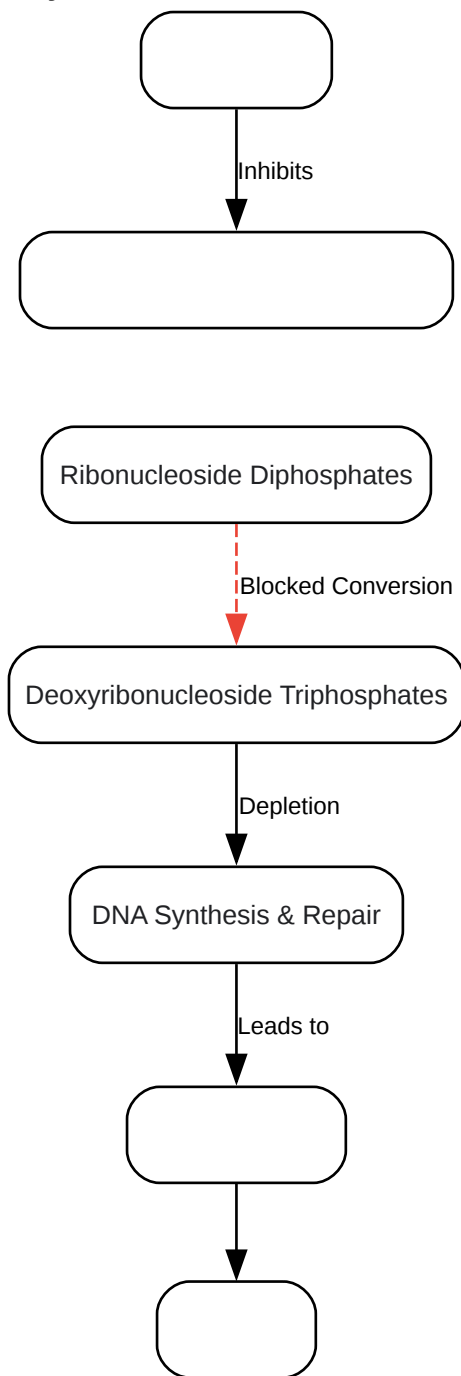 Inhibits
Ribonucleoside Diphosphates
Blocked Conversion
Deoxyribonucleoside Triphosphates
Depletion
DNA Synthesis & Repair
Leads to